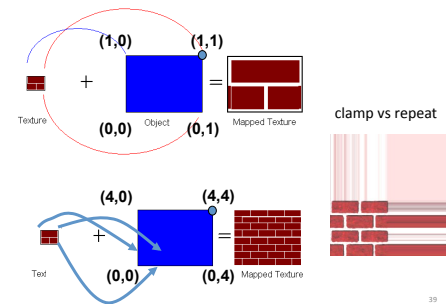 (1,0) (1,1)
+ =
Texture Object Mapped Texture
(0,0) (0,1)
clamp vs repeat
(4,0) (4,4)
+ =
Text
(0,0) (0,4)
Mapped Texture
39